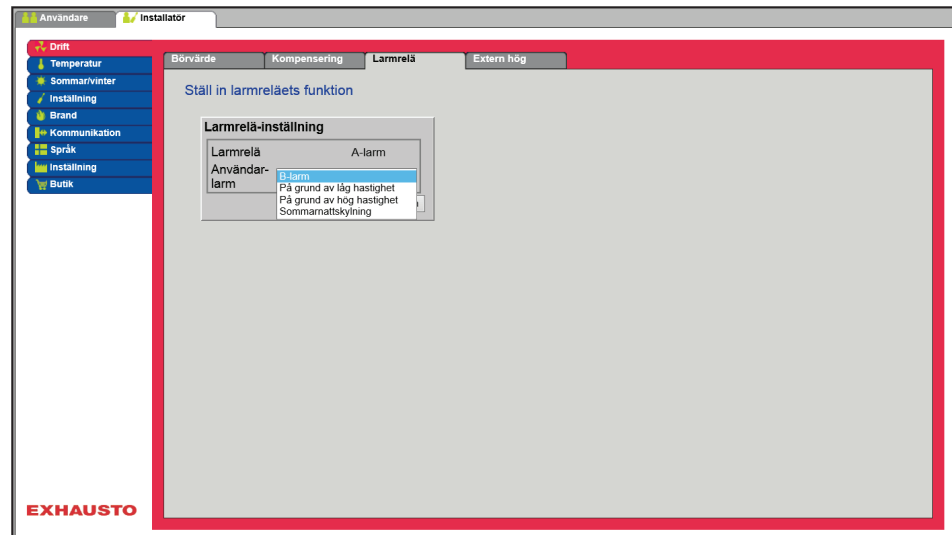 Användare
Installatör
Drift
Temperatur
Sommar/vinter
Inställning
Brand
Kommunikation
Språk
Inställning
Butik
Börvärde
Kompensering
Larmrelä
Extern hög
Ställ in larmreläets funktion
Larmrelä-inställning
Larmrelä
A-larm
Användar-
larm
B-larm
På grund av låg hastighet
På grund av hög hastighet
Sommarnattskylning
EXHAUSTO